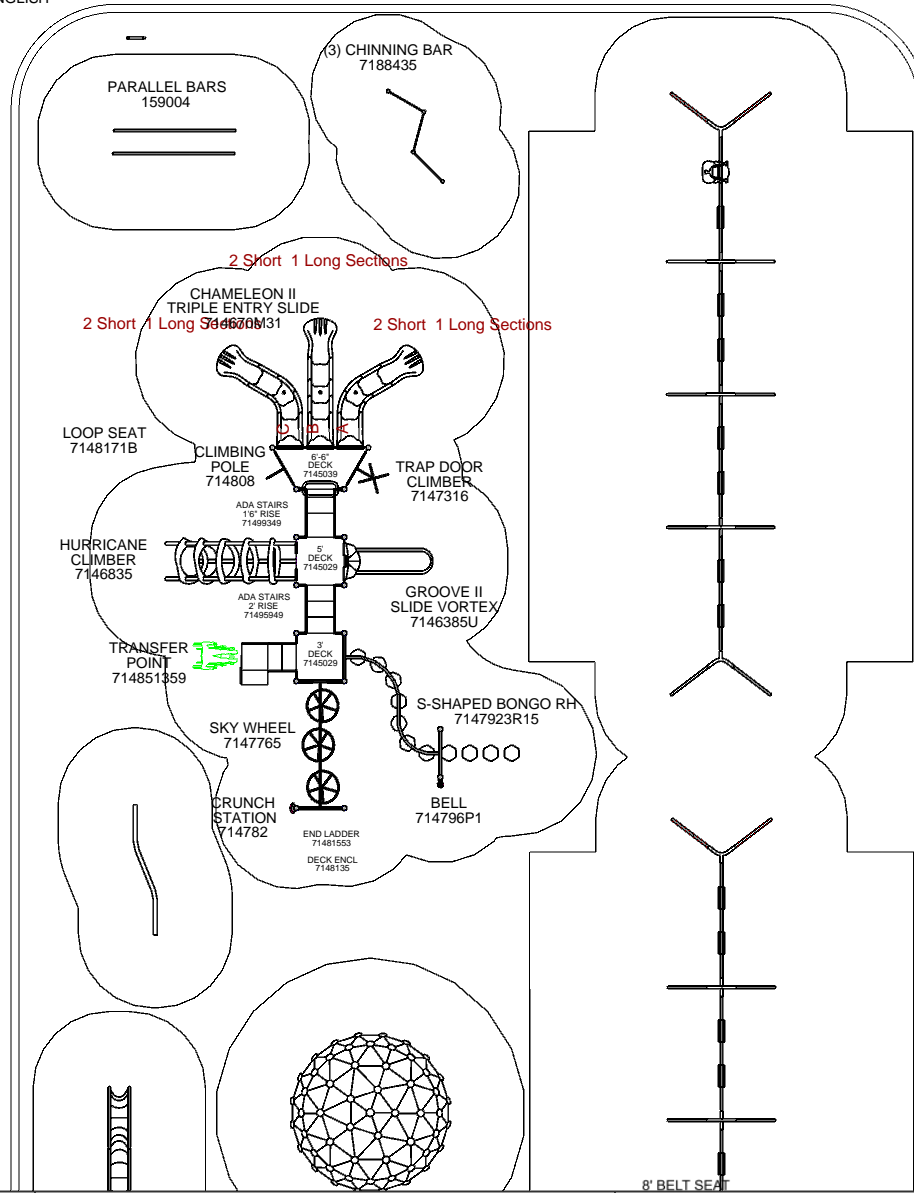 (3) CHINNING BAR
7188435
PARALLEL BARS
159004
2 Short 1 Long Sections
CHAMELEON II
TRIPLE ENTRY SLIDE
714670M31
2 Short 1 Long Sections
2 Short 1 Long Sections
C
B
A
LOOP SEAT
7148171B
CLIMBING
POLE
714808
6'-6"
DECK
7145039
TRAP DOOR
CLIMBER
7147316
ADA STAIRS
1'6" RISE
71499349
HURRICANE
CLIMBER
7146835
5'
DECK
7145029
GROOVE II
SLIDE VORTEX
7146385U
ADA STAIRS
2' RISE
71495949
TRANSFER
POINT
714851359
3'
DECK
7145029
S-SHAPED BONGO RH
7147923R15
SKY WHEEL
7147765
CRUNCH
STATION
714782
BELL
714796P1
END LADDER
71481553
DECK ENCL
7148135
8' BELT SEAT